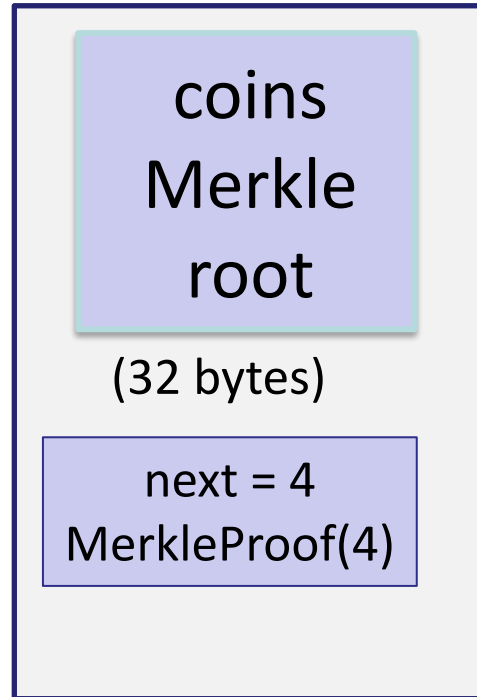 coins
Merkle
root
(32 bytes)
next = 4
MerkleProof(4)